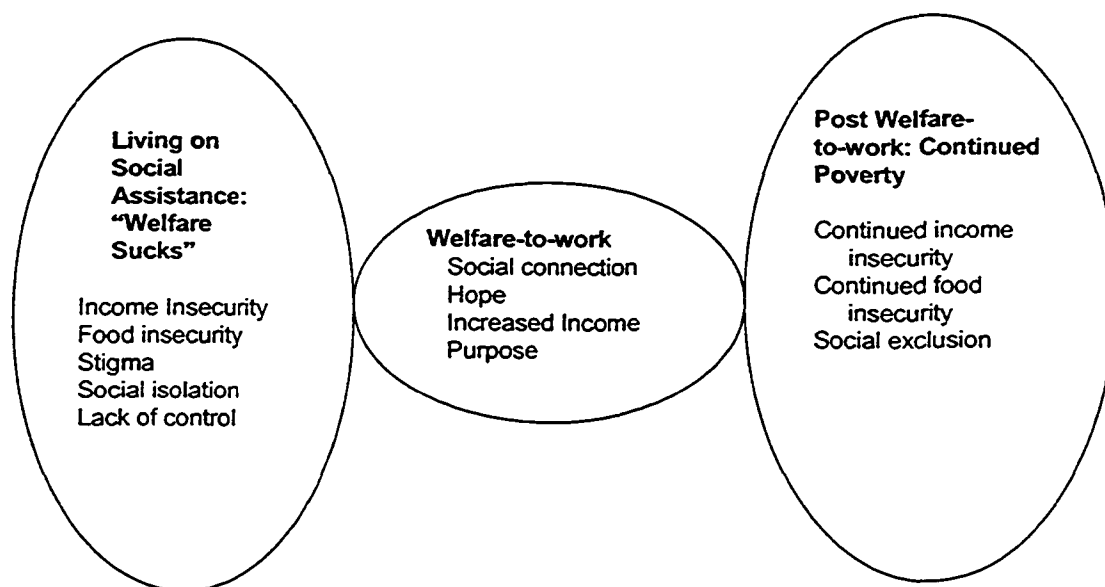 Living on
Social
Assistance:
“Welfare
Sucks”
Income Insecurity
Food insecurity
Stigma
Social isolation
Lack of control
Welfare-to-work
Social connection
Hope
Increased Income
Purpose
Post Welfare-
to-work: Continued
Poverty
Continued income
insecurity
Continued food
insecurity
Social exclusion